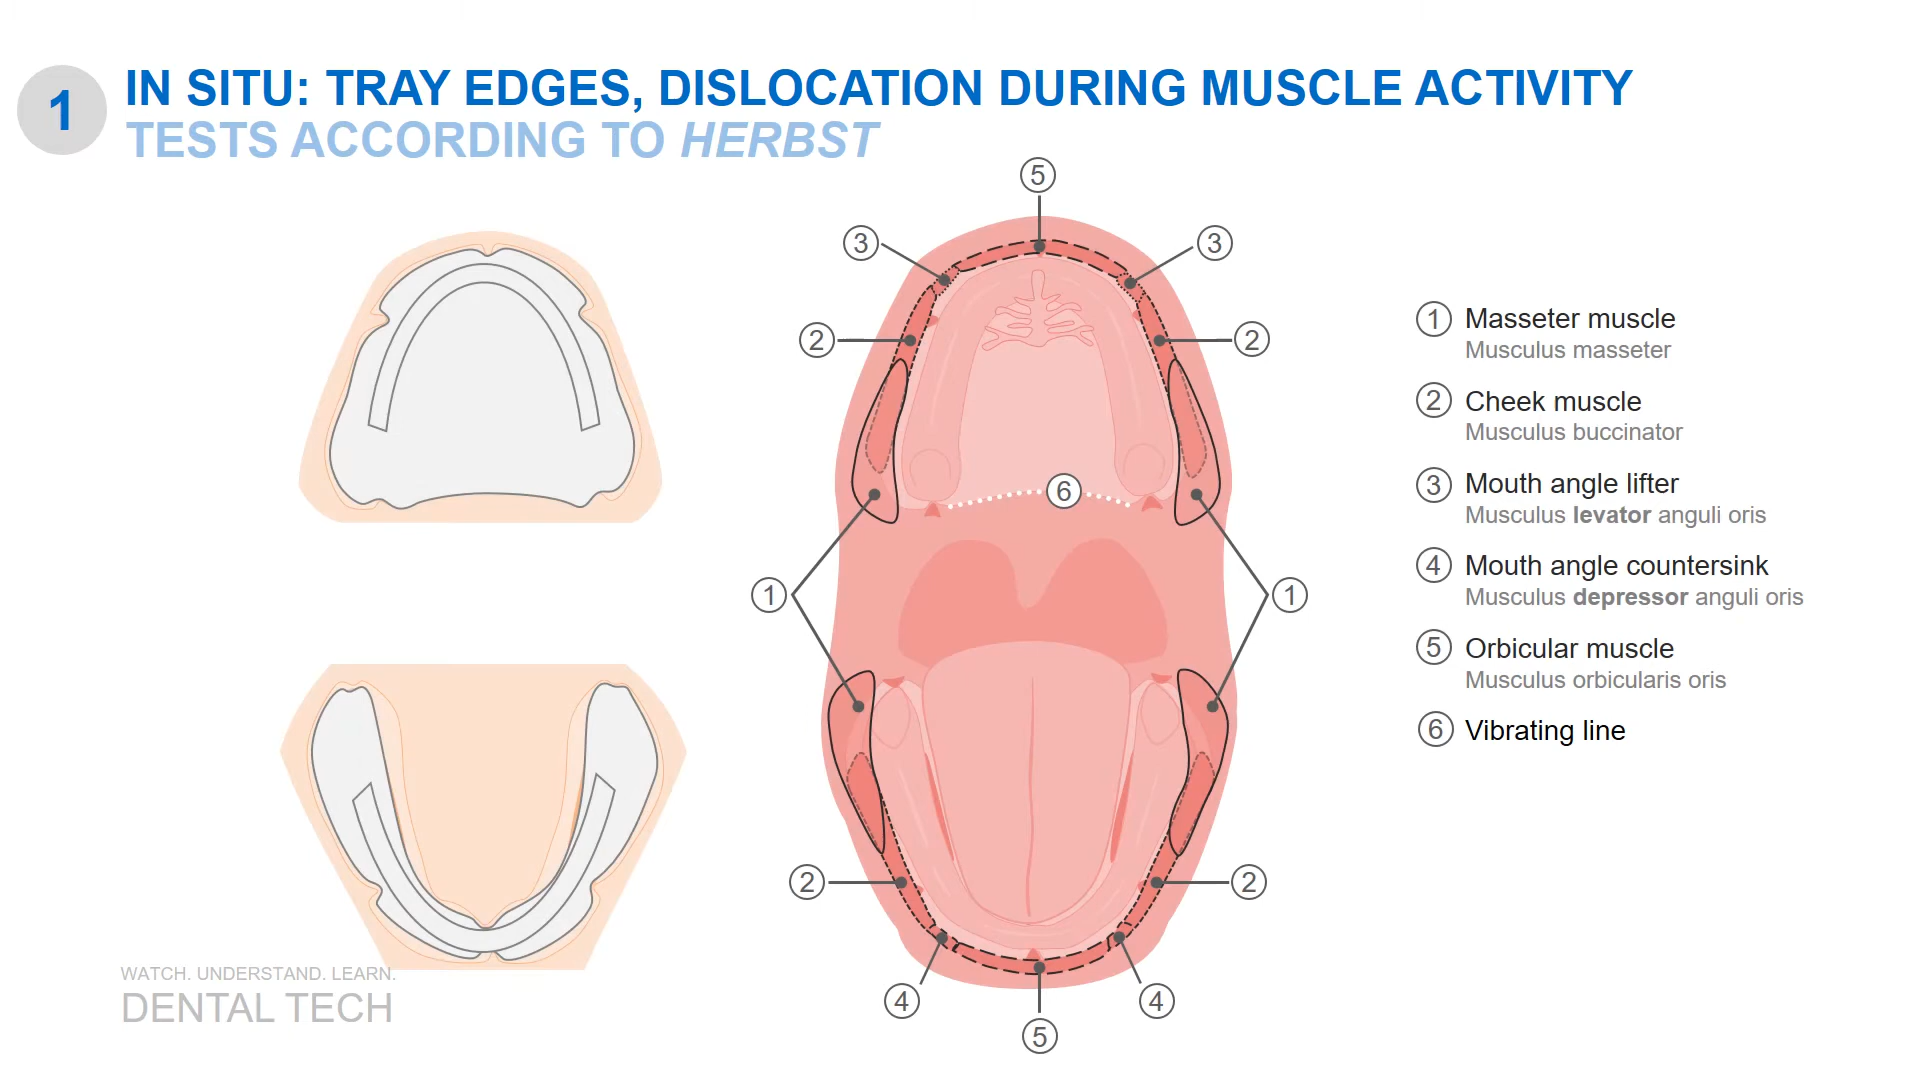 1
IN SITU: TRAY EDGES, DISLOCATION DURING MUSCLE ACTIVITY
TESTS ACCORDING TO HERBST
5
3
3
2
2
6
1
1
2
2
4
4
5
1 Masseter muscle
Musculus masseter
2 Cheek muscle
Musculus buccinator
3 Mouth angle lifter
Musculus levator anguli oris
4 Mouth angle countersink
Musculus depressor anguli oris
5 Orbicular muscle
Musculus orbicularis oris
6 Vibrating line
WATCH. UNDERSTAND. LEARN.
DENTAL TECH